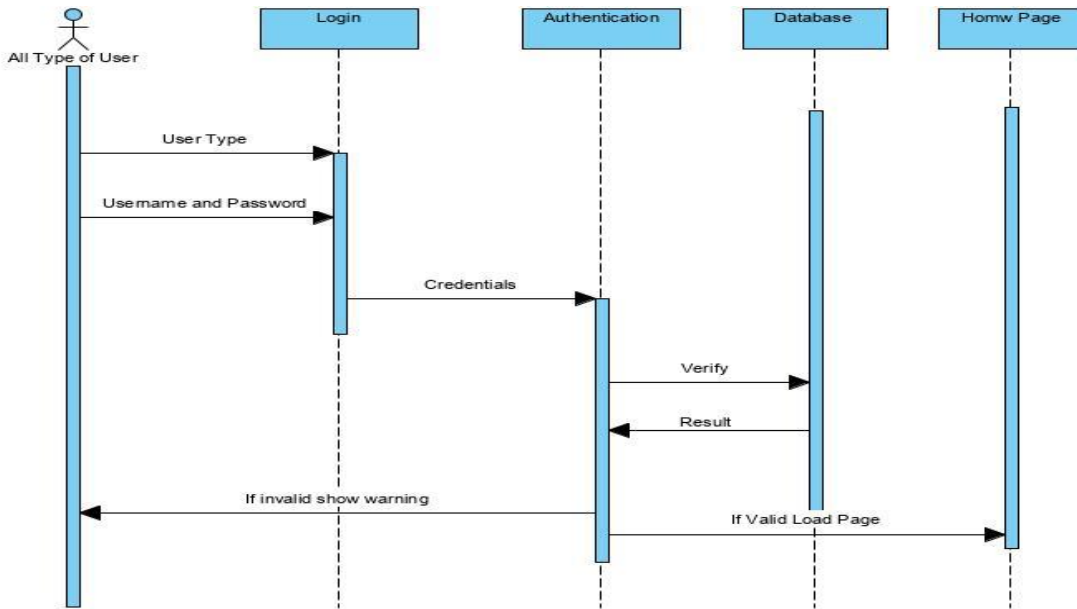 Login
Authentication
Database
Homw Page
All Type of User
User Type
Username and Password
Credentials
Verify
Result
If invalid show warning
If Valid Load Page